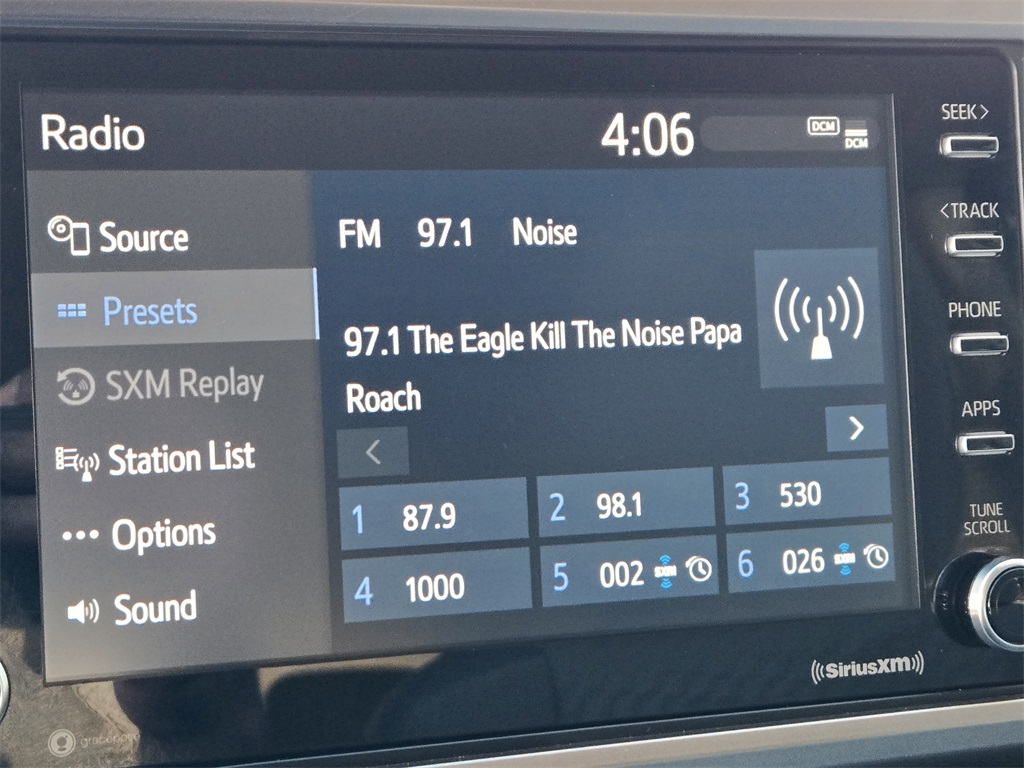 Radio 4:06 DCM DCM
Source
Presets
SXM Replay
Station List
Options
Sound
FM 97.1 Noise
97.1 The Eagle Kill The Noise Papa
Roach
<
>
1 87.9 2 98.1 3 530
4 1000 5 002 SXM 6 026 SXM
SEEK>
<TRACK
PHONE
APPS
TUNE
SCROLL
((SiriusXM))